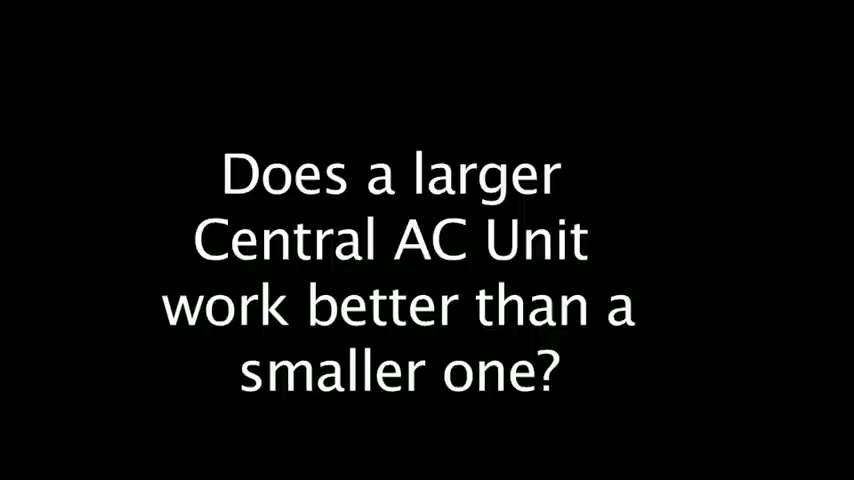 Does a larger
Central AC Unit
work better than a
smaller one?